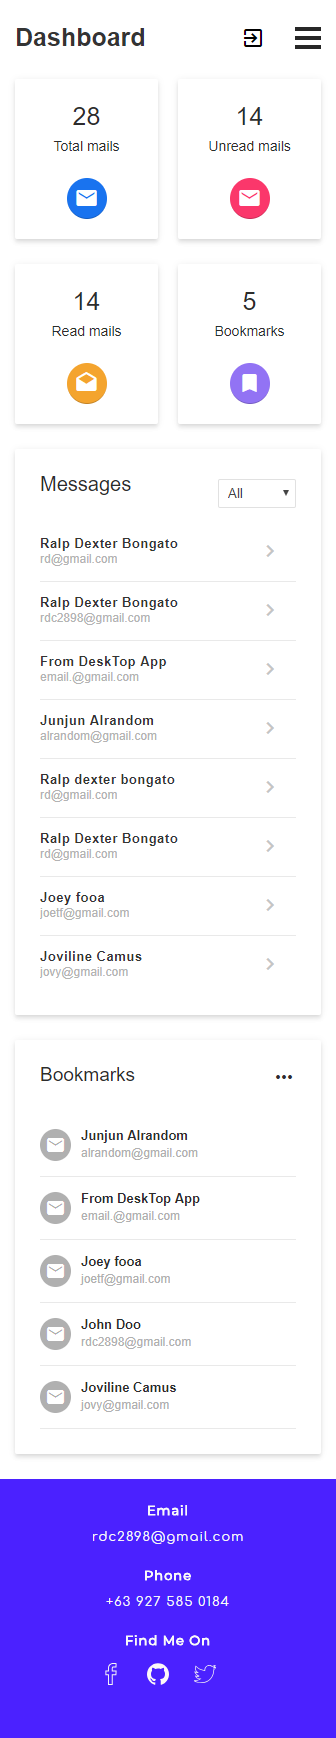 Dashboard
28
Total mails
14
Unread mails
14
Read mails
5
Bookmarks
Messages
All
Ralp Dexter Bongato
rd@gmail.com
Ralp Dexter Bongato
rdc2898@gmail.com
From DeskTop App
email.@gmail.com
Junjun Alrandom
alrandom@gmail.com
Ralp dexter bongato
rd@gmail.com
Ralp Dexter Bongato
rd@gmail.com
Joey fooa
joetf@gmail.com
Joviline Camus
jovy@gmail.com
Bookmarks
Junjun Alrandom
alrandom@gmail.com
From DeskTop App
email.@gmail.com
Joey fooa
joetf@gmail.com
John Doo
rdc2898@gmail.com
Joviline Camus
jovy@gmail.com
Email
rdc2898@gmail.com
Phone
+63 927 585 0184
Find Me On